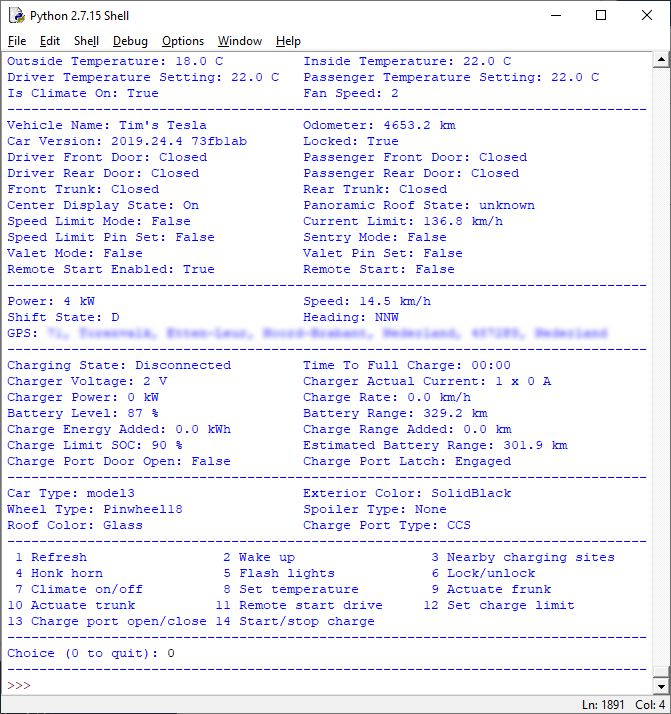 Python 2.7.15 Shell
File Edit Shell Debug Options Window Help
Outside Temperature: 18.0 C Inside Temperature: 22.0 C
Driver Temperature Setting: 22.0 C Passenger Temperature Setting: 22.0 C
Is Climate On: True Fan Speed: 2
Vehicle Name: Tim's Tesla Odometer: 4653.2 km
Car Version: 2019.24.4 73fb1ab Locked: True
Driver Front Door: Closed Passenger Front Door: Closed
Driver Rear Door: Closed Passenger Rear Door: Closed
Front Trunk: Closed Rear Trunk: Closed
Center Display State: On Panoramic Roof State: unknown
Speed Limit Mode: False Current Limit: 136.8 km/h
Speed Limit Pin Set: False Sentry Mode: False
Valet Mode: False Valet Pin Set: False
Remote Start Enabled: True Remote Start: False
Power: 4 kW Speed: 14.5 km/h
Shift State: D Heading: NNW
GPS:
Charging State: Disconnected Time To Full Charge: 00:00
Charger Voltage: 2 V Charger Actual Current: 1 x 0 A
Charger Power: 0 kW Charge Rate: 0.0 km/h
Battery Level: 87 % Battery Range: 329.2 km
Charge Energy Added: 0.0 kWh Charge Range Added: 0.0 km
Charge Limit SOC: 90 % Estimated Battery Range: 301.9 km
Charge Port Door Open: False Charge Port Latch: Engaged
Car Type: model3 Exterior Color: SolidBlack
Wheel Type: Pinwheel18 Spoiler Type: None
Roof Color: Glass Charge Port Type: CCS
1 Refresh 2 Wake up 3 Nearby charging sites
4 Honk horn 5 Flash lights 6 Lock/unlock
7 Climate on/off 8 Set temperature 9 Actuate frunk
10 Actuate trunk 11 Remote start drive 12 Set charge limit
13 Charge port open/close 14 Start/stop charge
Choice (0 to quit): 0
>>>
Ln: 1891 Col: 4